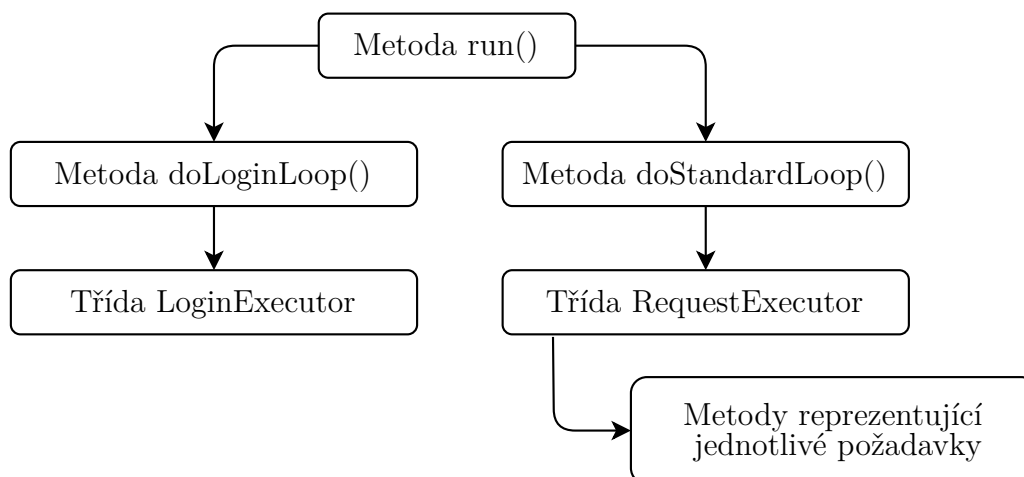 Metoda run()
Metoda doLoginLoop()
Metoda doStandardLoop()
Třída LoginExecutor
Třída RequestExecutor
Metody reprezentující
jednotlivé požadavky